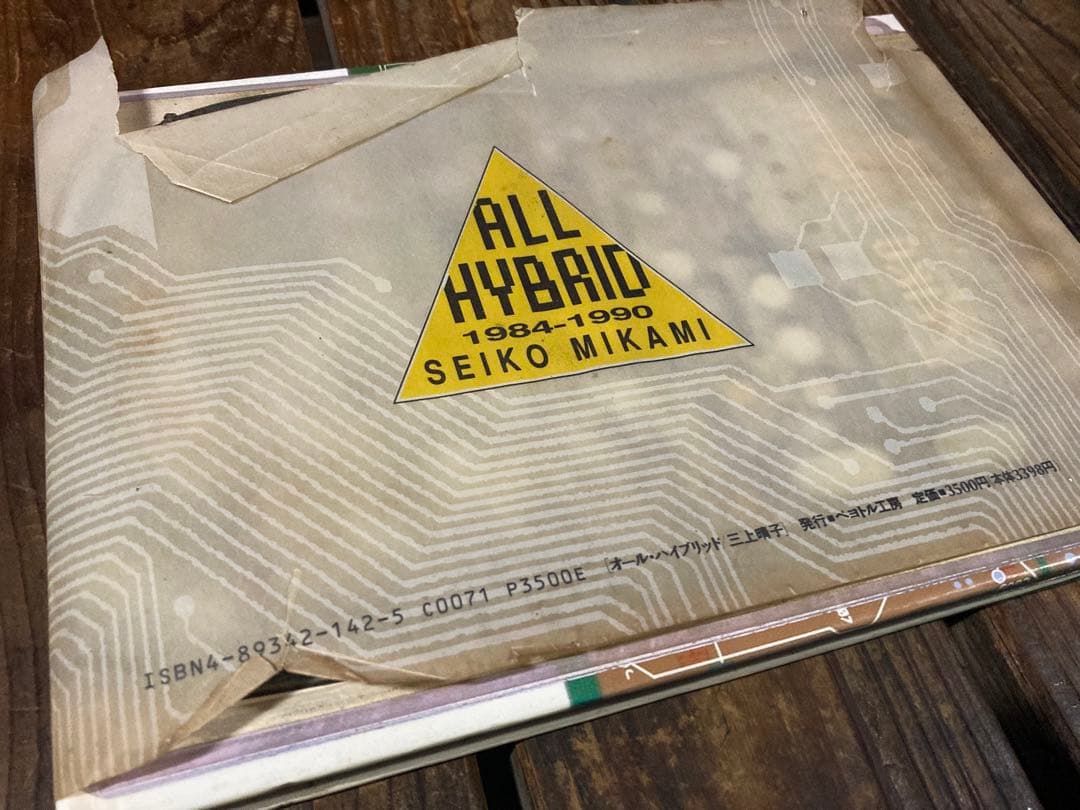 ALL
HYBRID
1984-1990
SEIKO MIKAMI
ISBN4-89342-142-5 C0071 P3500E [オール・ハイブリッド/三上晴子] 発行■ペヨトル工房 定価■3500円/本体3398円